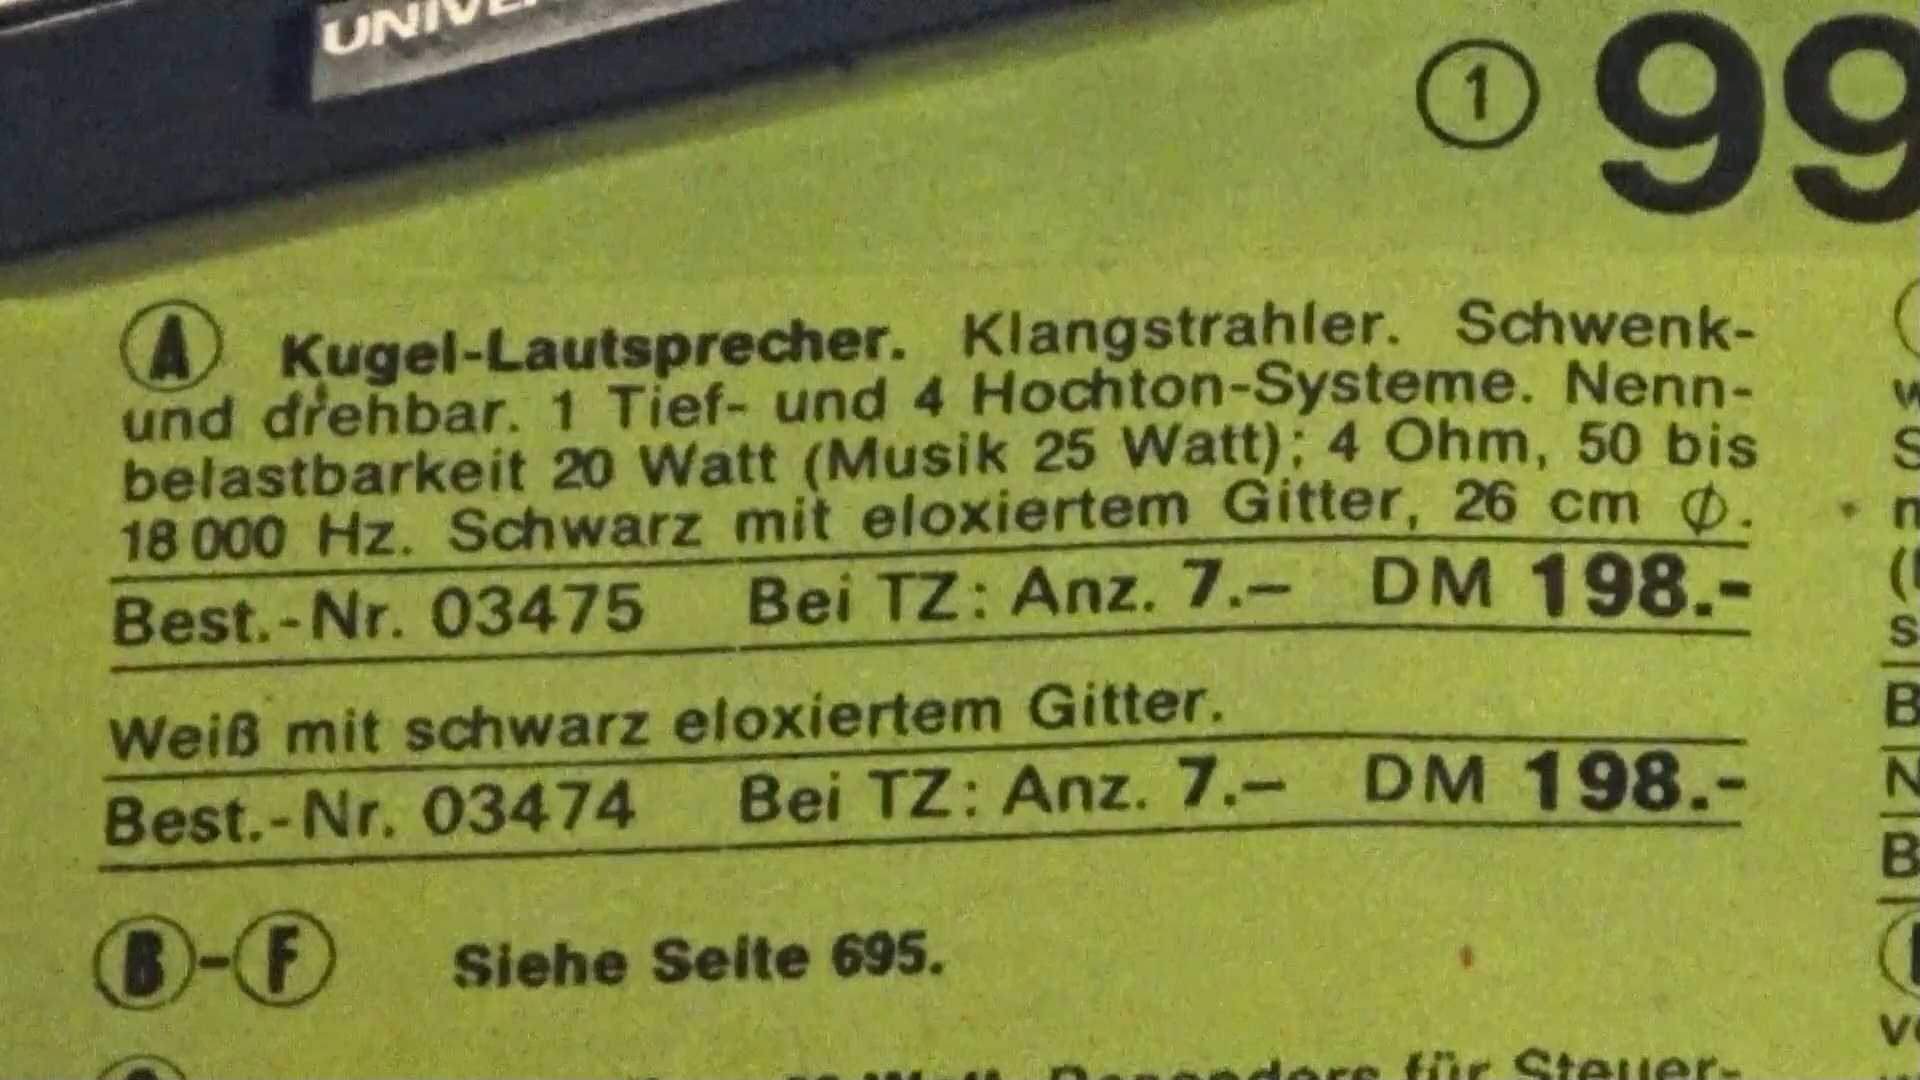 ① 99
Ⓐ Kugel-Lautsprecher. Klangstrahler. Schwenk-
und drehbar. 1 Tief- und 4 Hochton-Systeme. Nenn-
belastbarkeit 20 Watt (Musik 25 Watt); 4 Ohm, 50 bis
18 000 Hz. Schwarz mit eloxiertem Gitter, 26 cm ∅.
Best.-Nr. 03475 Bei TZ: Anz. 7.– DM 198.-
Weiß mit schwarz eloxiertem Gitter.
Best.-Nr. 03474 Bei TZ: Anz. 7.– DM 198.-
Ⓑ-Ⓕ Siehe Seite 695.
für Steuer-